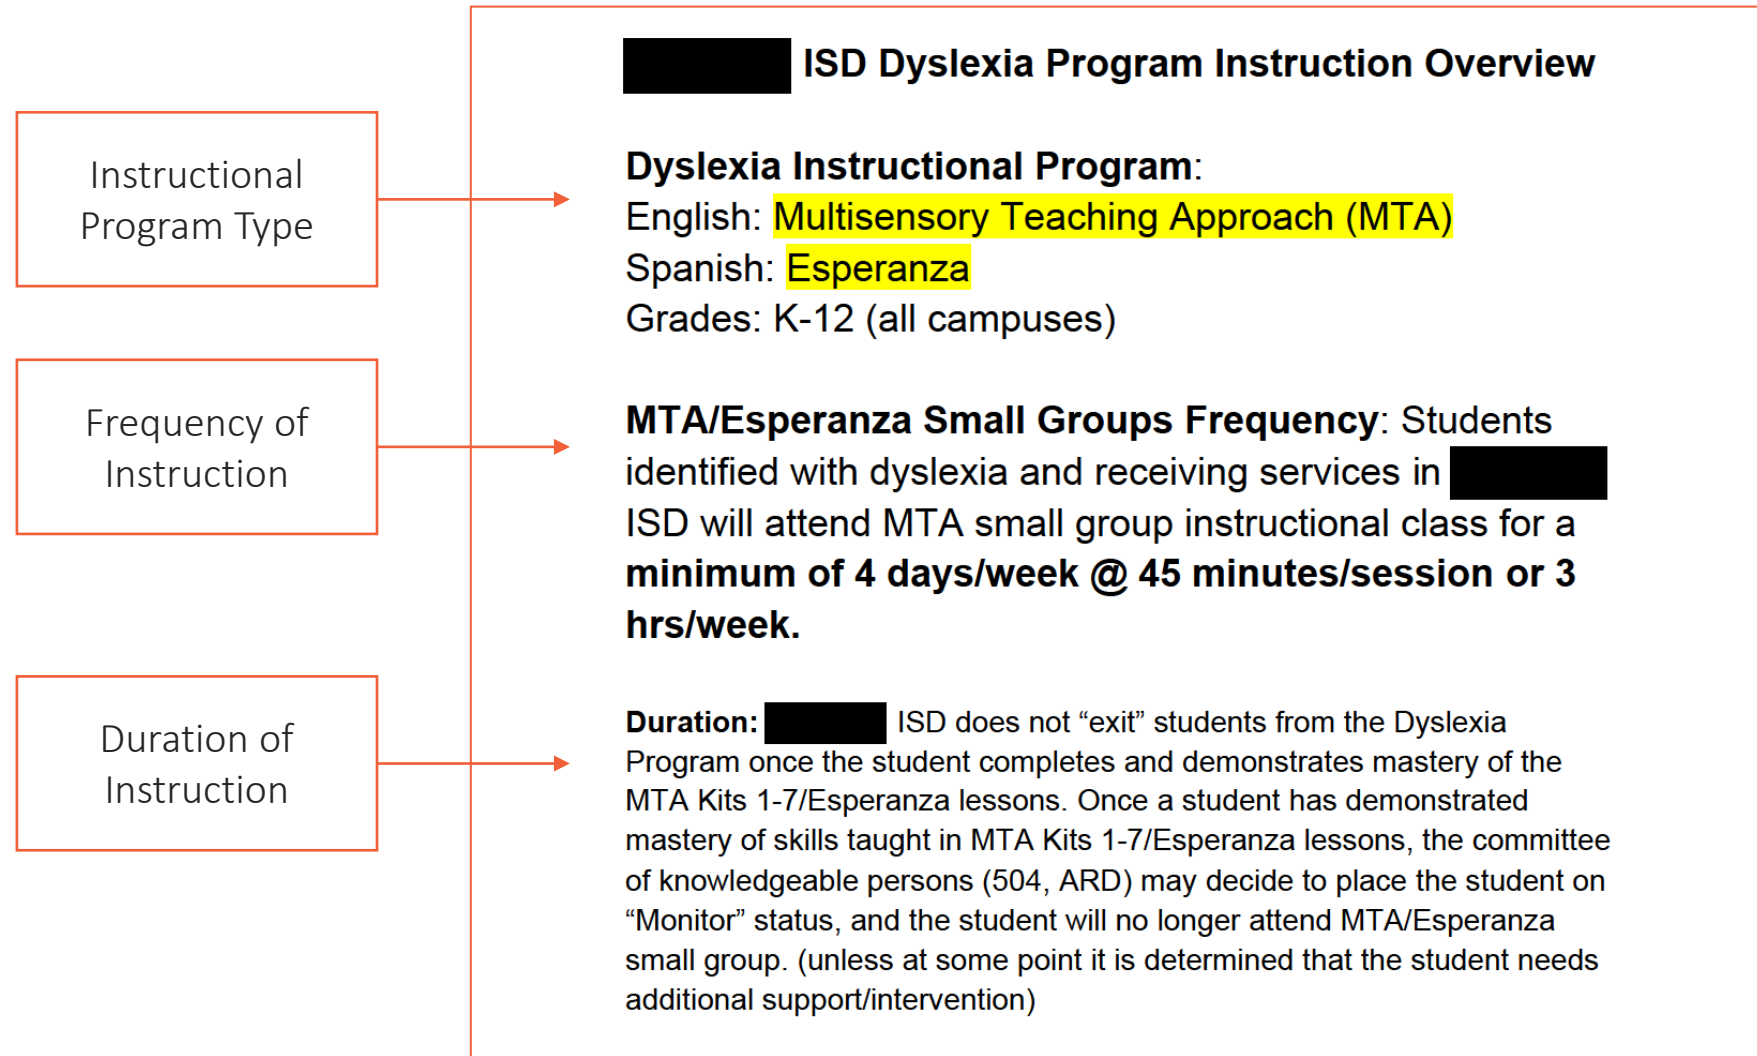 ISD Dyslexia Program Instruction Overview
Instructional
Program Type
Dyslexia Instructional Program:
English: Multisensory Teaching Approach (MTA)
Spanish: Esperanza
Grades: K-12 (all campuses)
Frequency of
Instruction
MTA/Esperanza Small Groups Frequency: Students
identified with dyslexia and receiving services in
ISD will attend MTA small group instructional class for a
minimum of 4 days/week @ 45 minutes/session or 3
hrs/week.
Duration of
Instruction
Duration: ISD does not “exit” students from the Dyslexia
Program once the student completes and demonstrates mastery of the
MTA Kits 1-7/Esperanza lessons. Once a student has demonstrated
mastery of skills taught in MTA Kits 1-7/Esperanza lessons, the committee
of knowledgeable persons (504, ARD) may decide to place the student on
“Monitor” status, and the student will no longer attend MTA/Esperanza
small group. (unless at some point it is determined that the student needs
additional support/intervention)